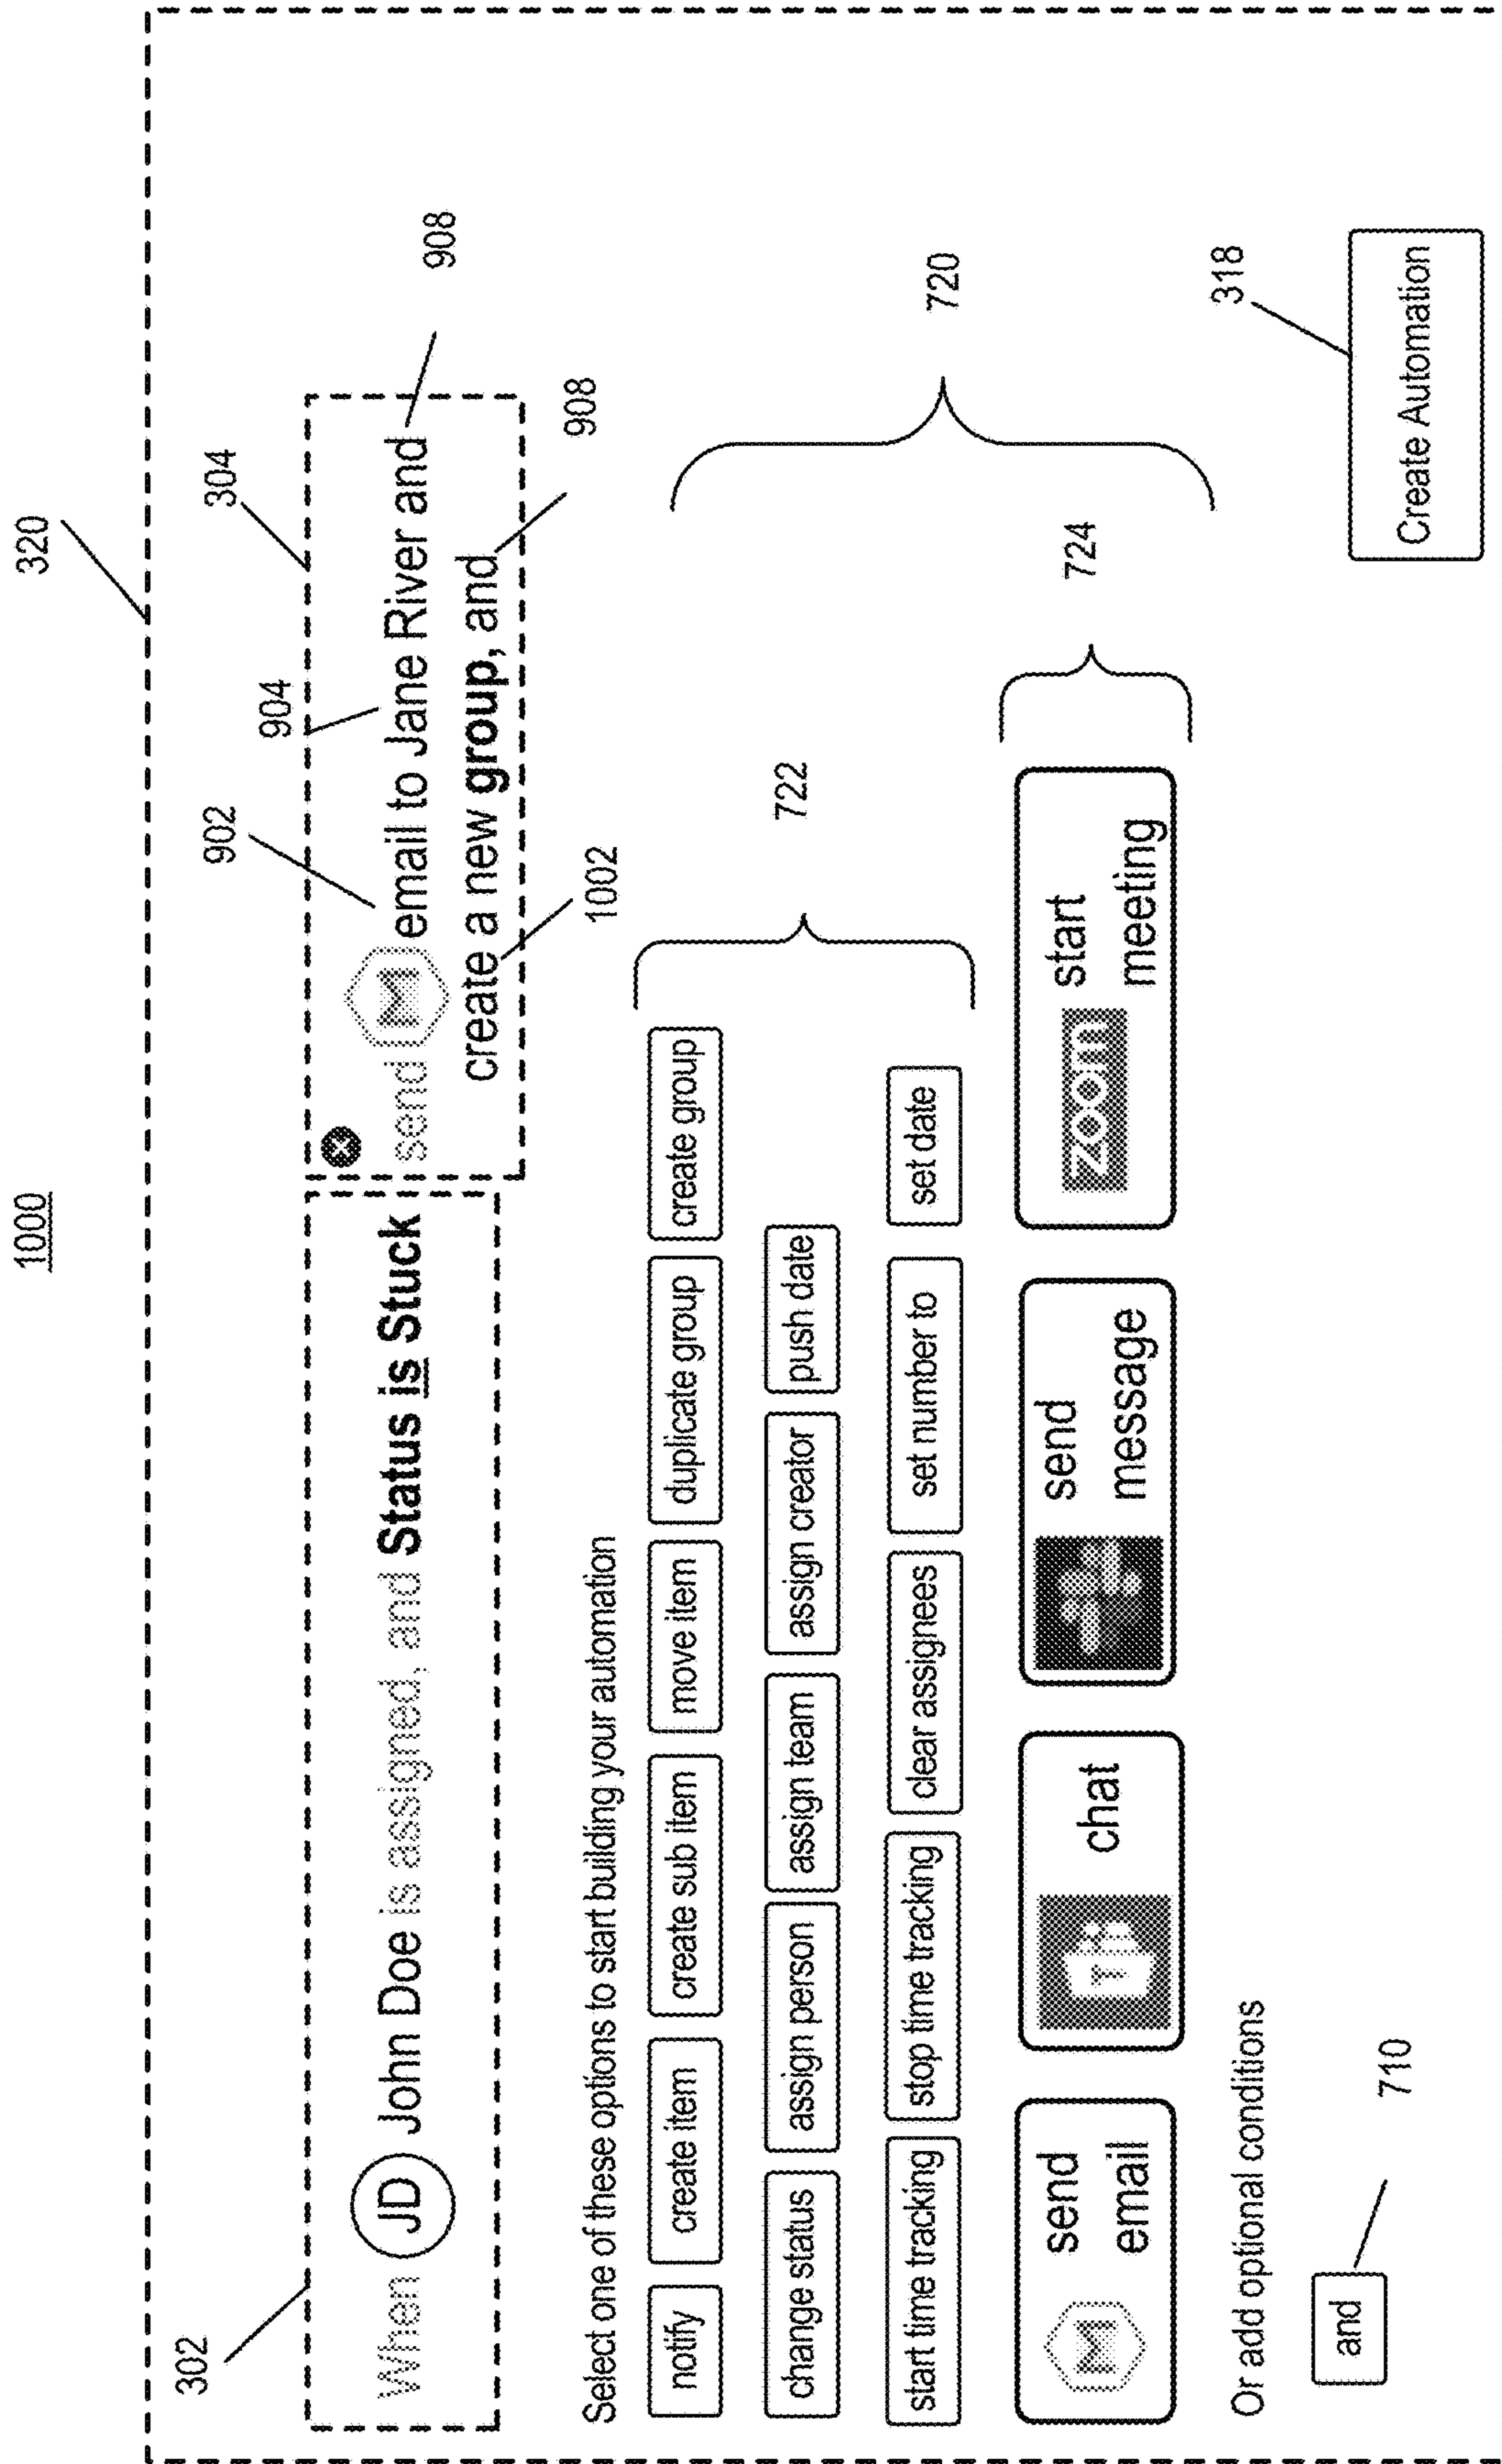 1000
320
302
902
904
304
908
When JD John Doe is assigned, and Status is Stuck
send M email to Jane River and
create a new group, and
1002
908
Select one of these options to start building your automation
notify
create item
create sub item
move item
duplicate group
create group
change status
assign person
assign team
assign creator
push date
start time tracking
stop time tracking
clear assignees
set number to
set date
722
720
M send
email
T chat
send
message
zoom start
meeting
724
Or add optional conditions
and
710
318
Create Automation